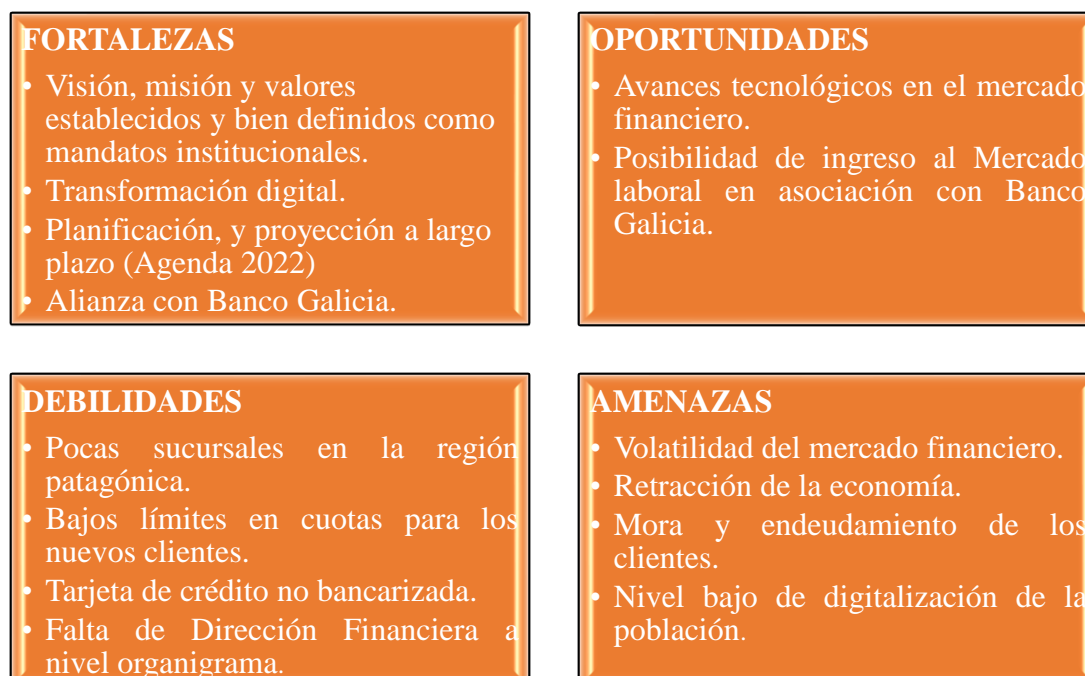 FORTALEZAS
• Visión, misión y valores
establecidos y bien definidos como
mandatos institucionales.
• Transformación digital.
• Planificación, y proyección a largo
plazo (Agenda 2022)
• Alianza con Banco Galicia.
OPORTUNIDADES
• Avances tecnológicos en el mercado
financiero.
• Posibilidad de ingreso al Mercado
laboral en asociación con Banco
Galicia.
DEBILIDADES
• Pocas sucursales en la región
patagónica.
• Bajos límites en cuotas para los
nuevos clientes.
• Tarjeta de crédito no bancarizada.
• Falta de Dirección Financiera a
nivel organigrama.
AMENAZAS
• Volatilidad del mercado financiero.
• Retracción de la economía.
• Mora y endeudamiento de los
clientes.
• Nivel bajo de digitalización de la
población.